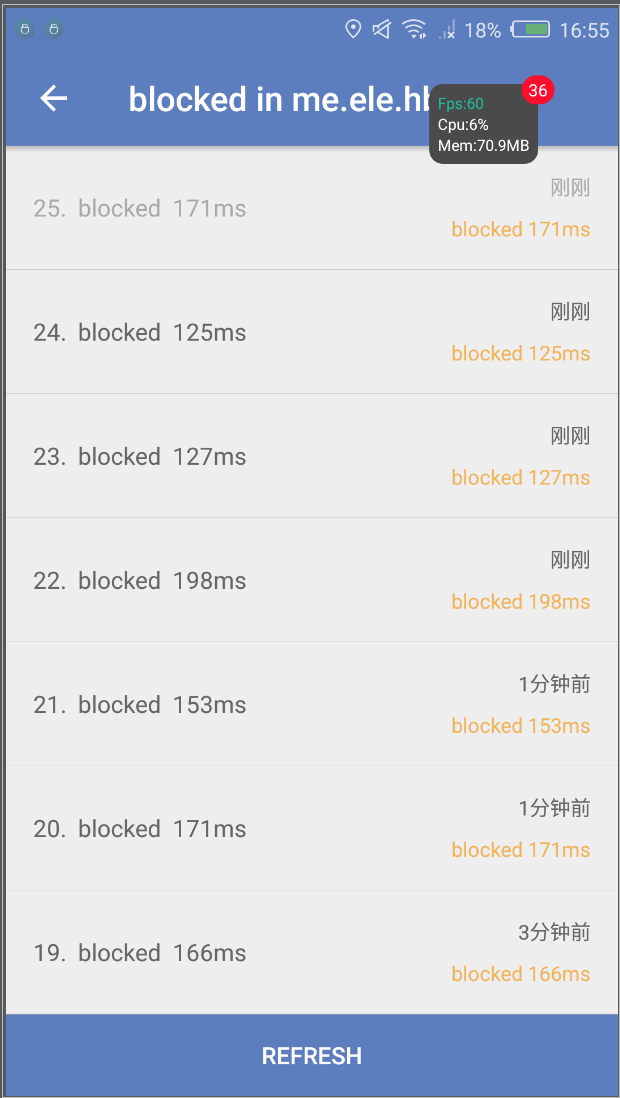 18% 16:55
blocked in me.ele.h
36
Fps:60
Cpu:6%
Mem:70.9MB
刚刚
25. blocked 171ms
blocked 171ms
刚刚
24. blocked 125ms
blocked 125ms
刚刚
23. blocked 127ms
blocked 127ms
刚刚
22. blocked 198ms
blocked 198ms
1分钟前
21. blocked 153ms
blocked 153ms
1分钟前
20. blocked 171ms
blocked 171ms
3分钟前
19. blocked 166ms
blocked 166ms
REFRESH